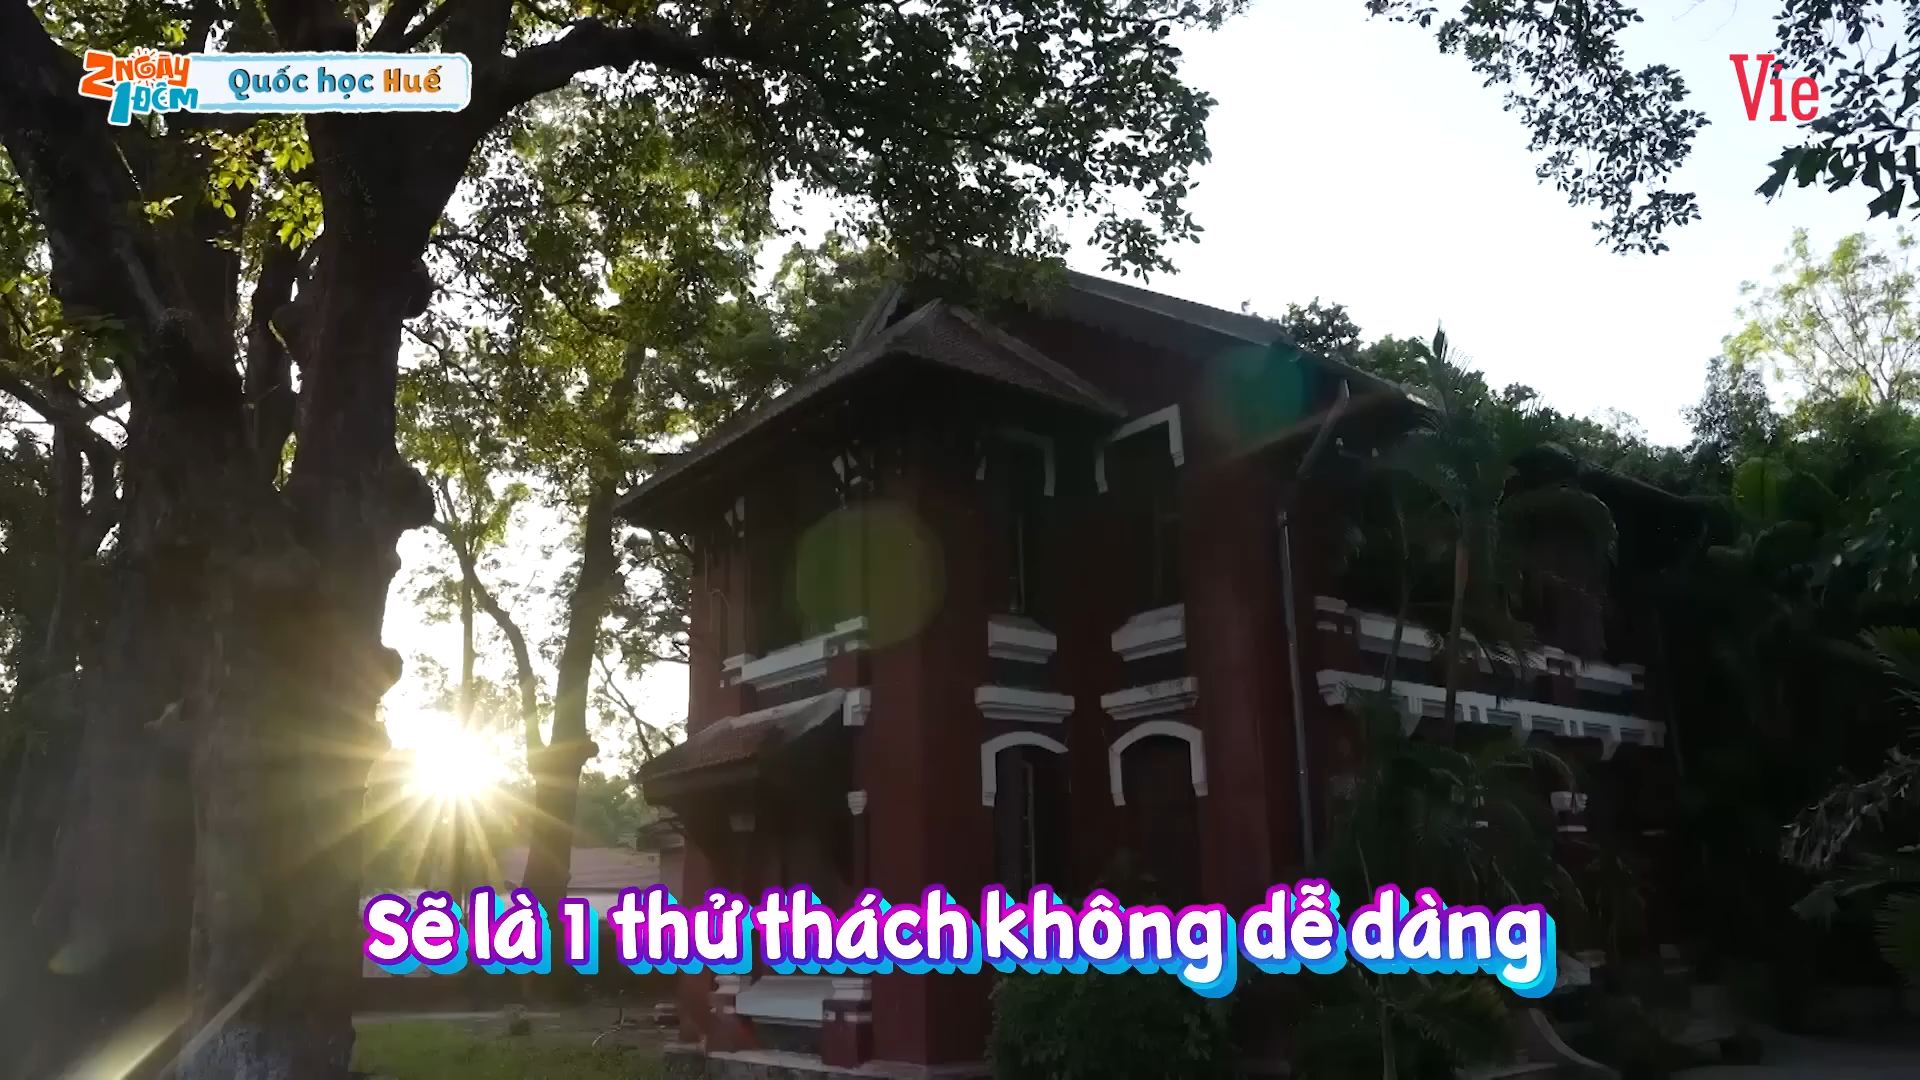 2 NGÀY
1 ĐÊM
Quốc học Huế
Vie
Sẽ là 1 thử thách không dễ dàng